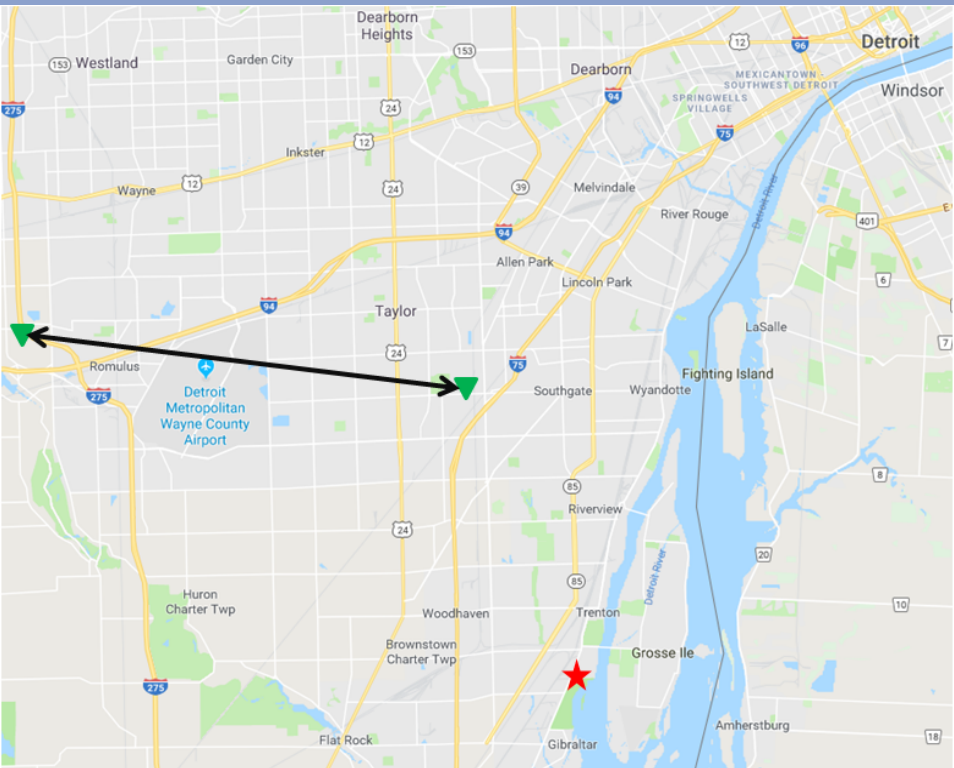 Dearborn
Heights
12
96
Detroit
153
Westland
Garden City
153
Dearborn
MEXICANTOWN -
SOUTHWEST DETROIT
Windsor
94
SPRINGWELLS
VILLAGE
275
24
75
12
Inkster
Wayne
12
24
39
Melvindale
River Rouge
Detroit River
401
E
94
Allen Park
Lincoln Park
6
94
Taylor
LaSalle
7
24
Romulus
75
Fighting Island
275
Detroit
Metropolitan
Wayne County
Airport
Southgate
Wyandotte
85
8
Riverview
24
20
Detroit River
85
Huron
Charter Twp
Woodhaven
Trenton
10
Brownstown
Charter Twp
Grosse Ile
275
Flat Rock
Gibraltar
Amherstburg
18